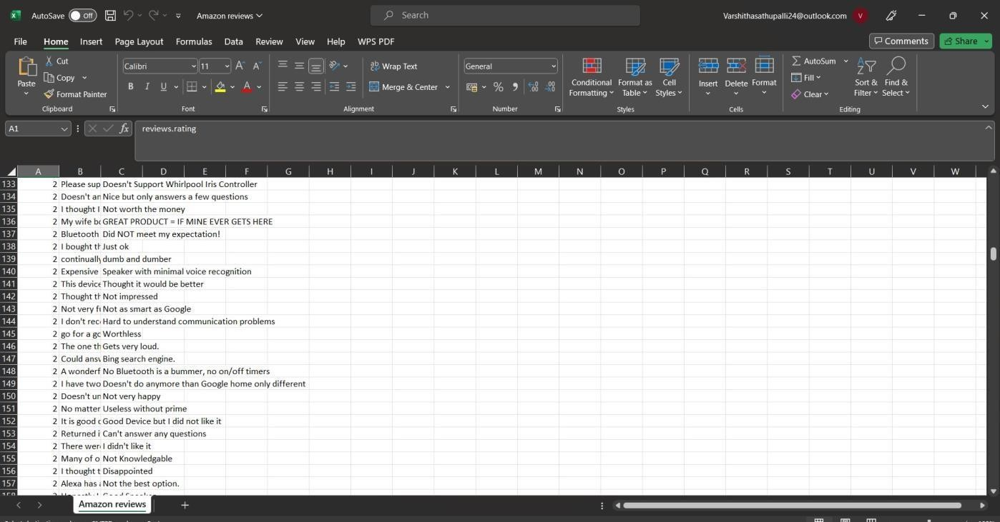 AutoSave Off Amazon reviews Search Varshithasathupalli24@outlook.com V
File Home Insert Page Layout Formulas Data Review View Help WPS PDF Comments Share
Paste Cut Copy Format Painter
Clipboard
Calibri 11 B I U
Font
Wrap Text
Merge & Center
Alignment
General
Number
Conditional Formatting Format as Table Cell Styles
Styles
Insert Delete Format
Cells
AutoSum Fill Clear Sort & Filter Find & Select
Editing
A1 fx reviews.rating
A B C D E F G H I J K L M N O P Q R S T U V W
133 2 Please sup Doesn't Support Whirlpool Iris Controller
134 2 Doesn't an Nice but only answers a few questions
135 2 I thought I Not worth the money
136 2 My wife bo GREAT PRODUCT = IF MINE EVER GETS HERE
137 2 Bluetooth Did NOT meet my expectation!
138 2 I bought th Just ok
139 2 continually dumb and dumber
140 2 Expensive Speaker with minimal voice recognition
141 2 This device Thought it would be better
142 2 Thought th Not impressed
143 2 Not very fu Not as smart as Google
144 2 I don't rec Hard to understand communication problems
145 2 go for a go Worthless
146 2 The one th Gets very loud.
147 2 Could answ Bing search engine.
148 2 A wonderf No Bluetooth is a bummer, no on/off timers
149 2 I have two Doesn't do anymore than Google home only different
150 2 Doesn't un Not very happy
151 2 No matter Useless without prime
152 2 It is good Good Device but I did not like it
153 2 Returned i Can't answer any questions
154 2 There were I didn't like it
155 2 Many of o Not Knowledgable
156 2 I thought t Disappointed
157 2 Alexa has Not the best option.
Amazon reviews